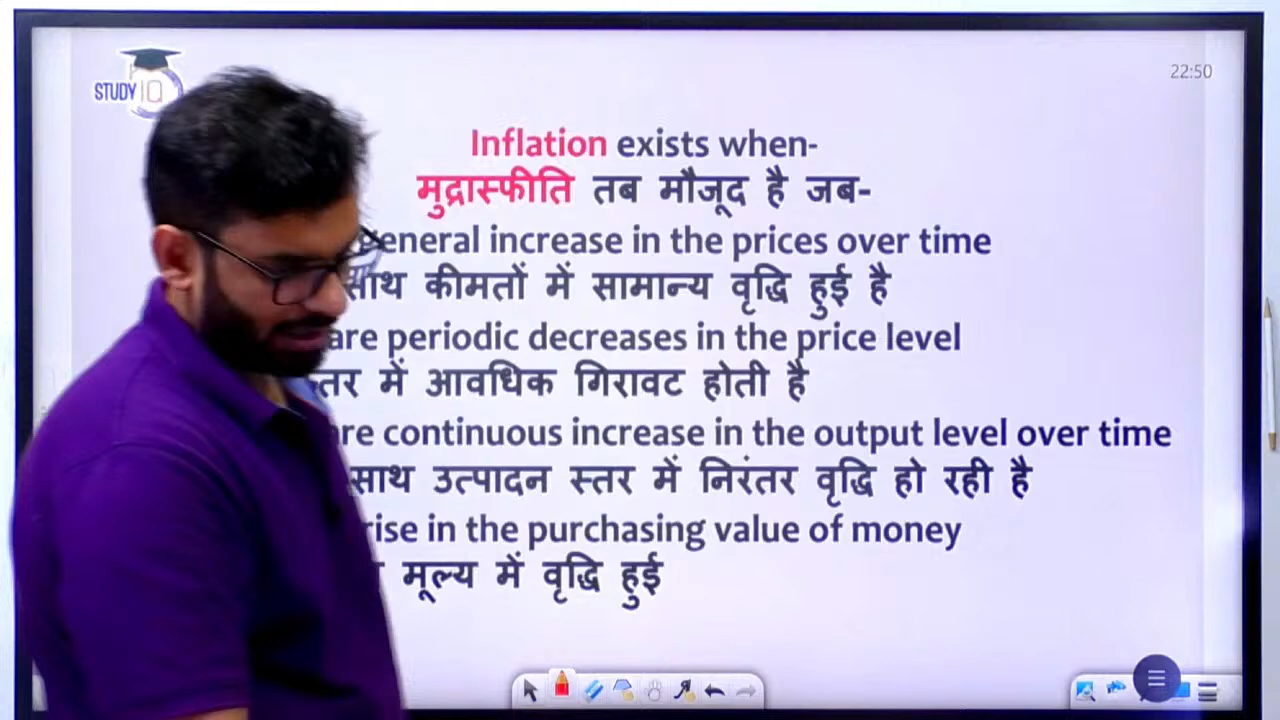 STUDY IQ
22:50
Inflation exists when-
मुद्रास्फीति तब मौजूद है जब-
general increase in the prices over time
साथ कीमतों में सामान्य वृद्धि हुई है
are periodic decreases in the price level
स्तर में आवधिक गिरावट होती है
are continuous increase in the output level over time
साथ उत्पादन स्तर में निरंतर वृद्धि हो रही है
rise in the purchasing value of money
मूल्य में वृद्धि हुई